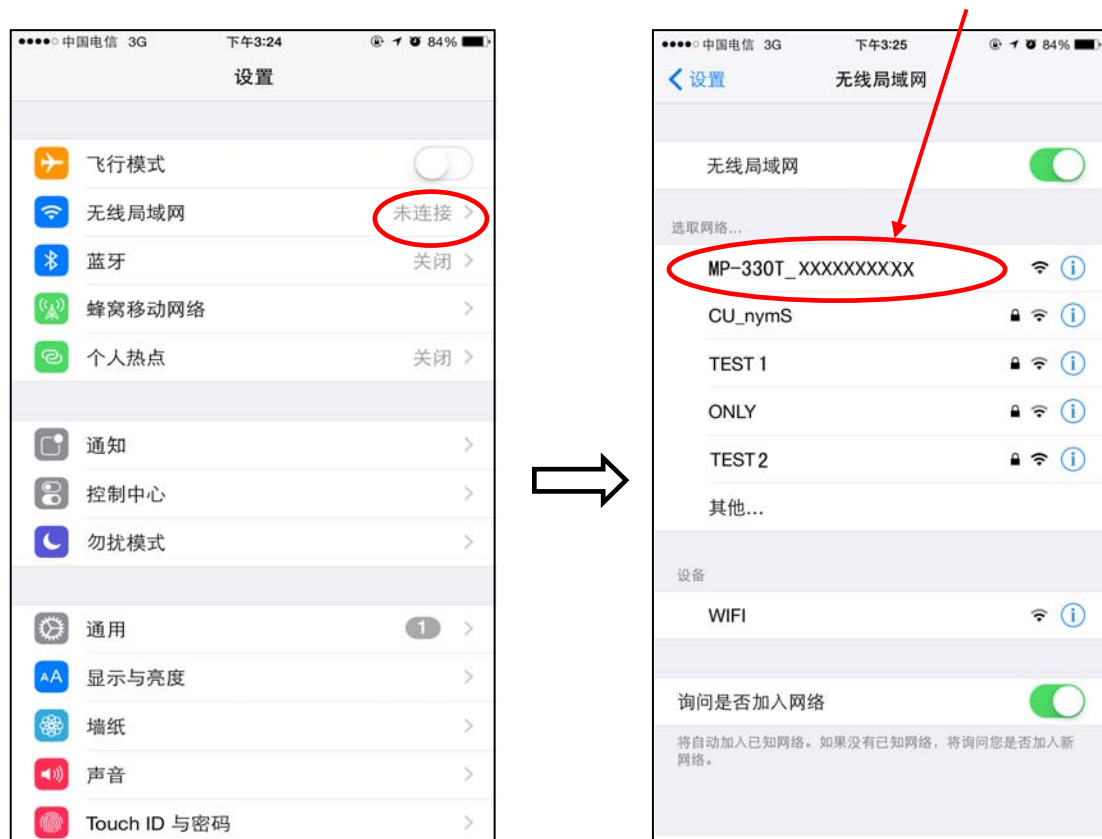 中国电信 3G 下午3:24 84%
设置
飞行模式
无线局域网 未连接
蓝牙 关闭
蜂窝移动网络
个人热点 关闭
通知
控制中心
勿扰模式
通用 1
AA 显示与亮度
墙纸
声音
Touch ID 与密码
中国电信 3G 下午3:25 84%
设置 无线局域网
无线局域网
选取网络...
MP-330T_XXXXXXXXXX
CU_nymS
TEST 1
ONLY
TEST 2
其他...
设备
WIFI
询问是否加入网络
将自动加入已知网络。如果没有已知网络，将询问您是否加入新
网络。